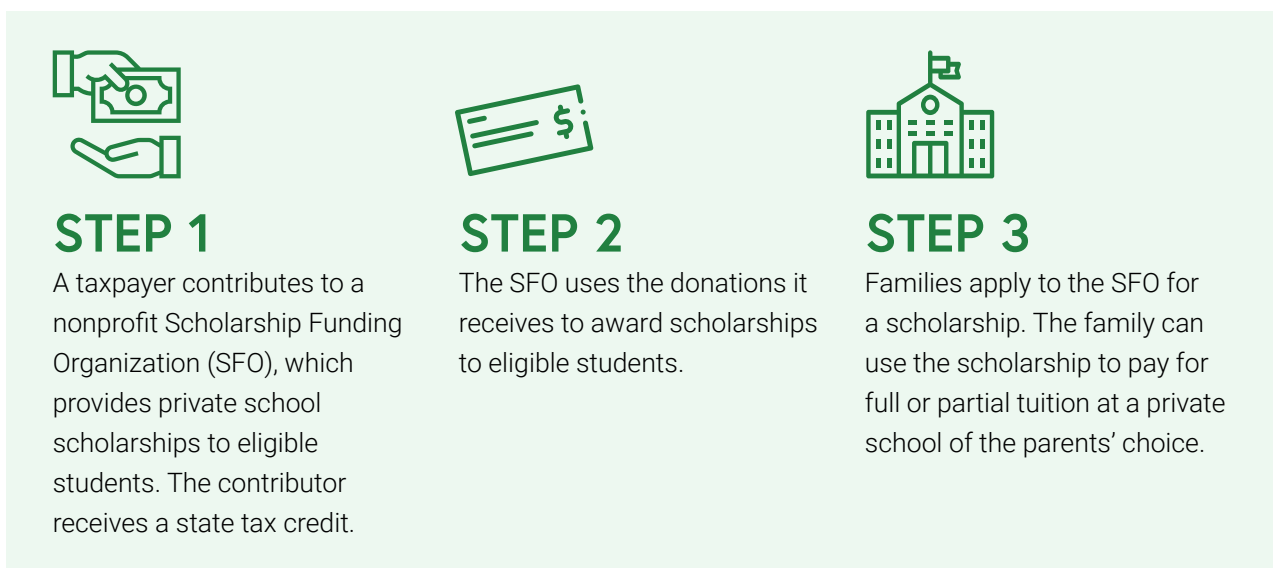 STEP 1
A taxpayer contributes to a
nonprofit Scholarship Funding
Organization (SFO), which
provides private school
scholarships to eligible
students. The contributor
receives a state tax credit.
$
STEP 2
The SFO uses the donations it
receives to award scholarships
to eligible students.
STEP 3
Families apply to the SFO for
a scholarship. The family can
use the scholarship to pay for
full or partial tuition at a private
school of the parents’ choice.